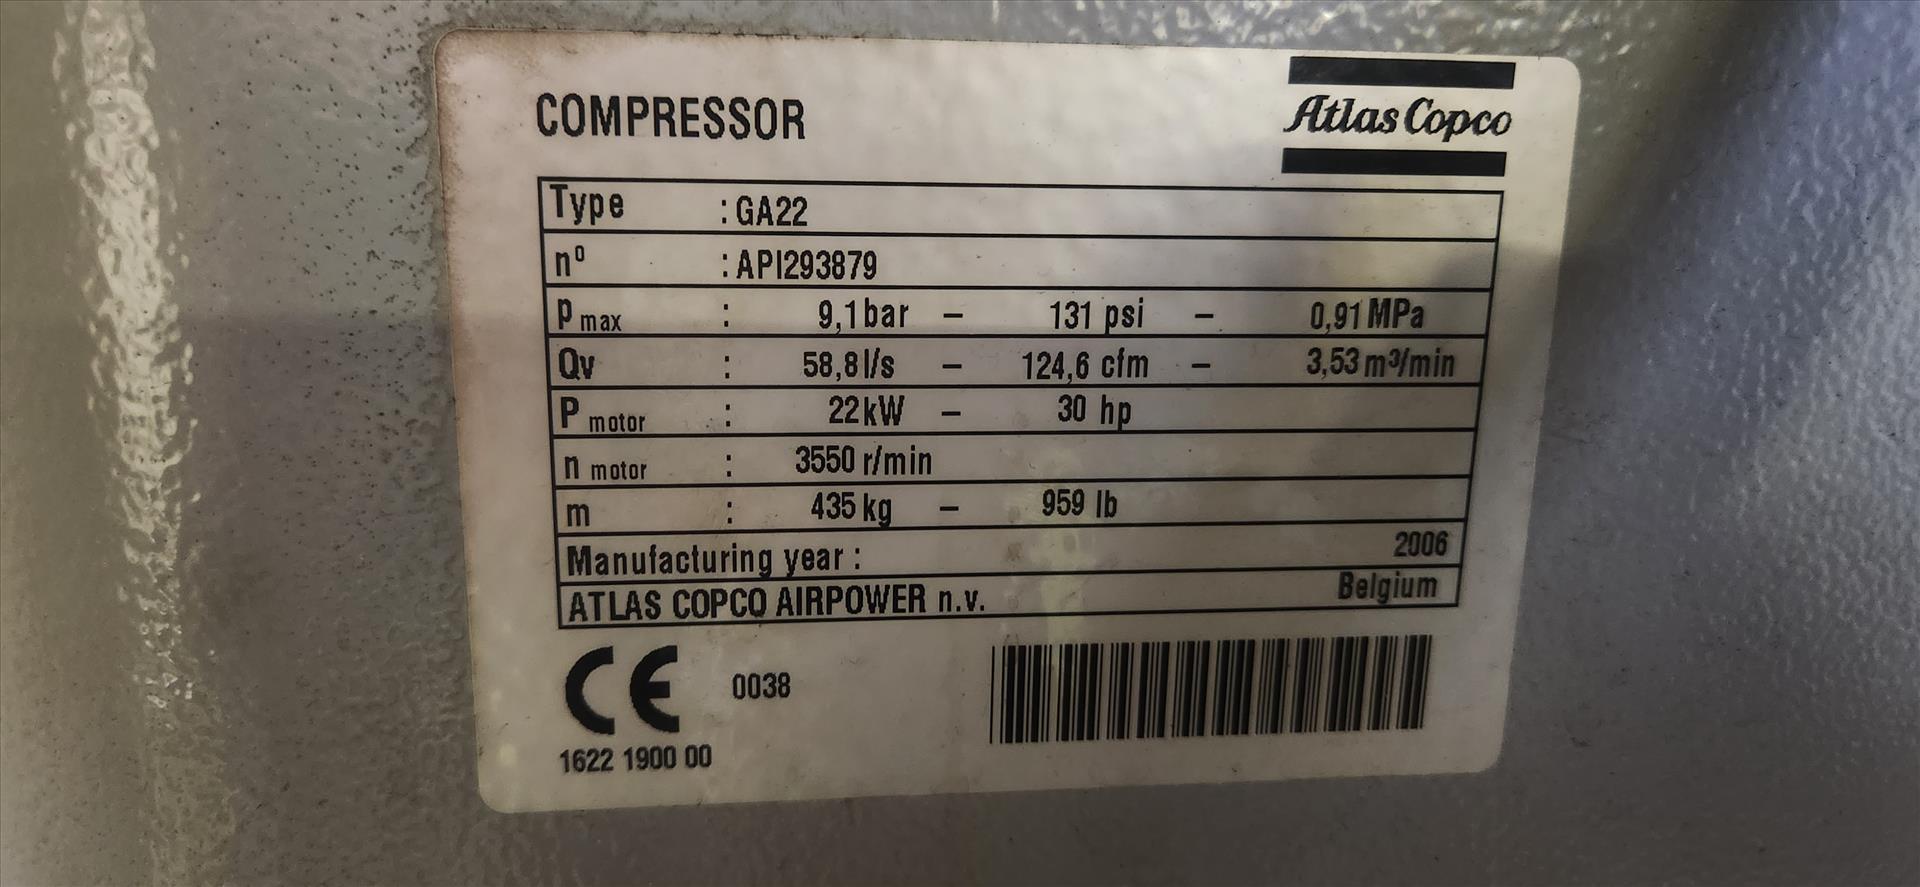 COMPRESSOR
Atlas Copco
Type : GA22
nº : API293879
P max : 9,1 bar – 131 psi – 0,91 MPa
Qv : 58,8 l/s – 124,6 cfm – 3,53 m³/min
P motor : 22 kW – 30 hp
n motor : 3550 r/min
m : 435 kg – 959 lb
Manufacturing year : 2006
ATLAS COPCO AIRPOWER n.v. Belgium
CE 0038
1622 1900 00